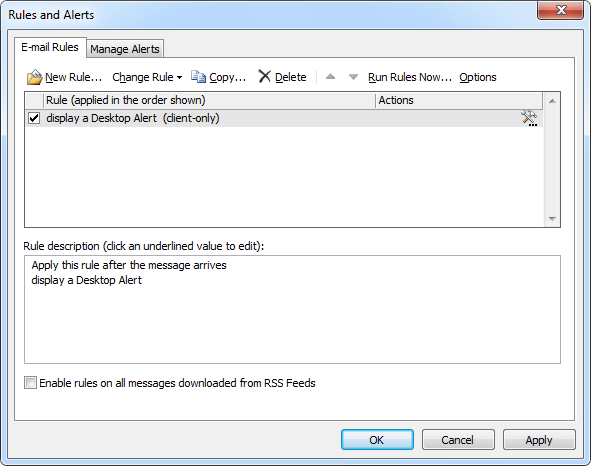 Rules and Alerts
E-mail Rules Manage Alerts
New Rule... Change Rule Copy... Delete Run Rules Now... Options
Rule (applied in the order shown) Actions
display a Desktop Alert (client-only)
Rule description (click an underlined value to edit):
Apply this rule after the message arrives
display a Desktop Alert
Enable rules on all messages downloaded from RSS Feeds
OK Cancel Apply